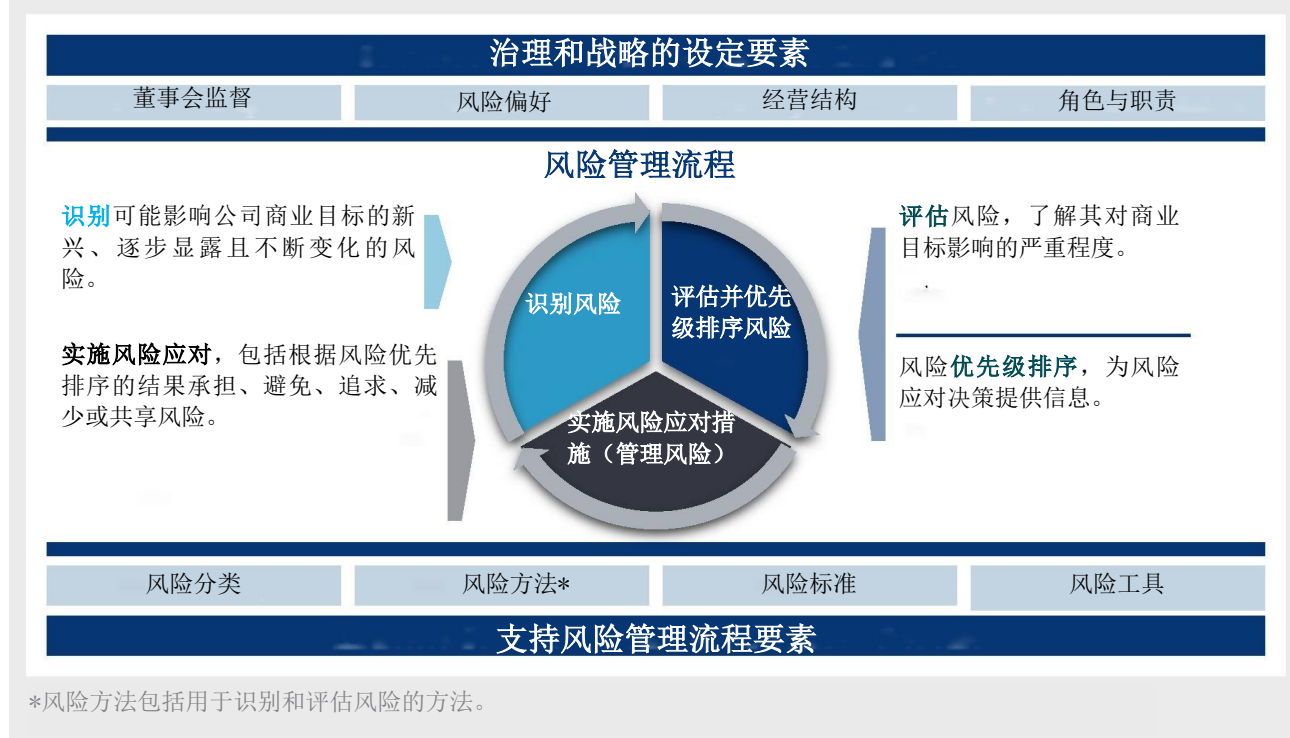 治理和战略的设定要素
董事会监督
风险偏好
经营结构
角色与职责
风险管理流程
识别可能影响公司商业目标的新
兴、逐步显露且不断变化的风
险。
实施风险应对，包括根据风险优先
排序的结果承担、避免、追求、减
少或共享风险。
识别风险
评估并优先
级排序风险
实施风险应对措
施（管理风险）
评估风险，了解其对商业
目标影响的严重程度。
风险优先级排序，为风险
应对决策提供信息。
风险分类
风险方法*
风险标准
风险工具
支持风险管理流程要素
*风险方法包括用于识别和评估风险的方法。